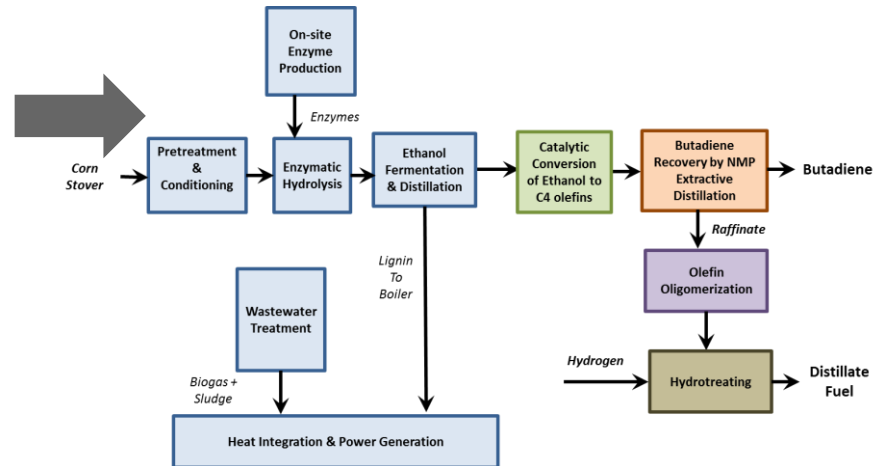 On-site
Enzyme
Production
Enzymes
Corn
Stover
Pretreatment
&
Conditioning
Enzymatic
Hydrolysis
Ethanol
Fermentation
& Distillation
Catalytic
Conversion
of Ethanol to
C4 olefins
Butadiene
Recovery by NMP
Extractive
Distillation
Butadiene
Raffinate
Lignin
To
Boiler
Olefin
Oligomerization
Wastewater
Treatment
Hydrogen
Hydrotreating
Distillate
Fuel
Biogas +
Sludge
Heat Integration & Power Generation